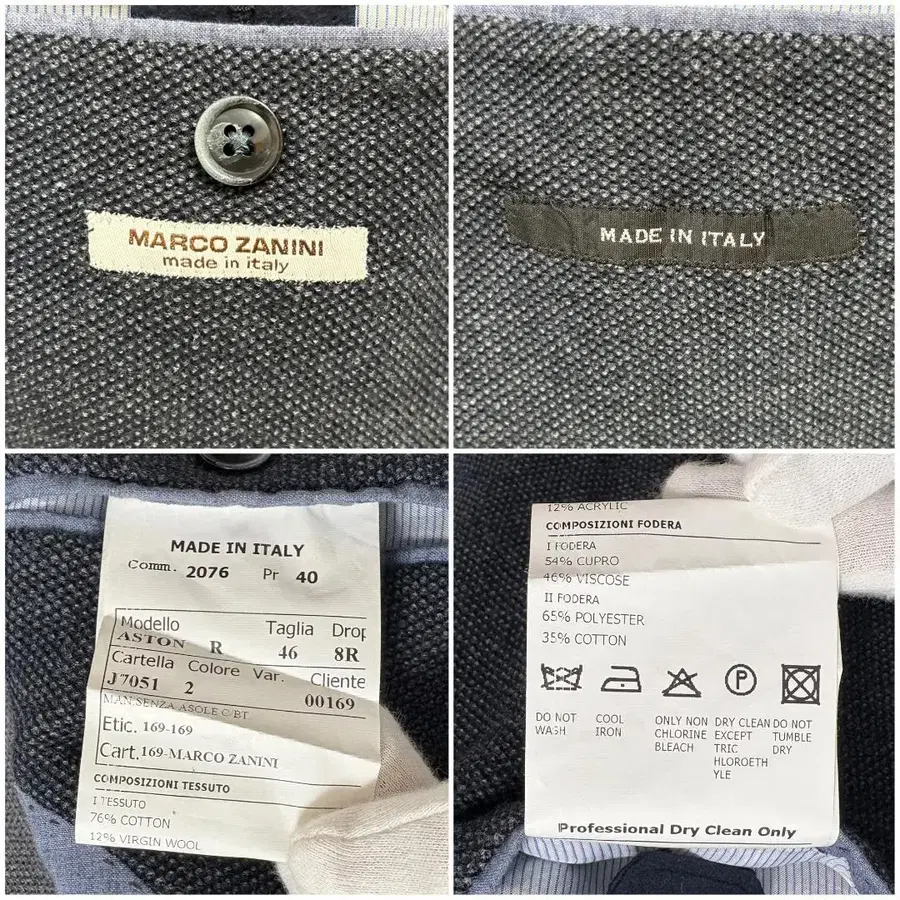 MARCO ZANINI
made in italy
MADE IN ITALY
MADE IN ITALY
Comm. 2076 Pr 40
Modello Taglia Drop
ASTON R 46 8R
Cartella Colore Var. Cliente
J7051 2 00169
MAN.SENZA ASOLE C/BT.
Etic. 169-169
Cart. 169-MARCO ZANINI
COMPOSIZIONI TESSUTO
I TESSUTO
76% COTTON
12% VIRGIN WOOL
12% ACRYLIC
COMPOSIZIONI FODERA
I FODERA
54% CUPRO
46% VISCOSE
II FODERA
65% POLYESTER
35% COTTON
P
DO NOT
WASH
COOL
IRON
ONLY NON
CHLORINE
BLEACH
DRY CLEAN
EXCEPT
TRIC
HLOROETH
YLE
DO NOT
TUMBLE
DRY
Professional Dry Clean Only